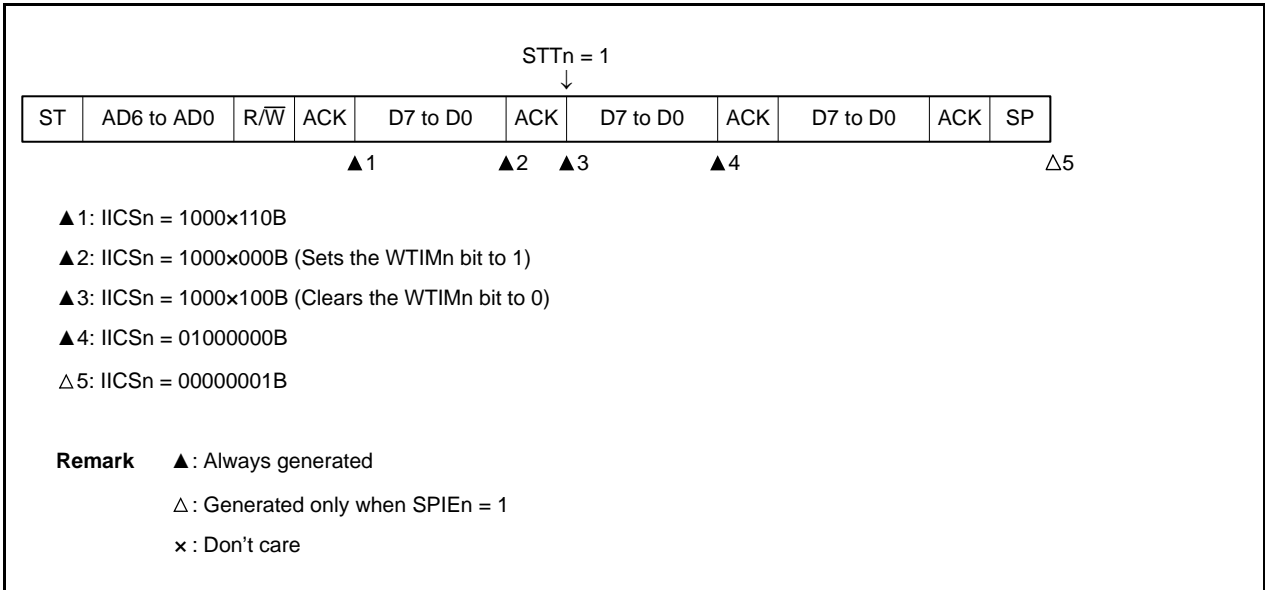 STTn = 1
↓
ST AD6 to AD0 R/W̅ ACK D7 to D0 ACK D7 to D0 ACK D7 to D0 ACK SP
▲1 ▲2 ▲3 ▲4 △5
▲1: IICSn = 1000×110B
▲2: IICSn = 1000×000B (Sets the WTIMn bit to 1)
▲3: IICSn = 1000×100B (Clears the WTIMn bit to 0)
▲4: IICSn = 01000000B
△5: IICSn = 00000001B
Remark ▲: Always generated
△: Generated only when SPIEn = 1
×: Don't care